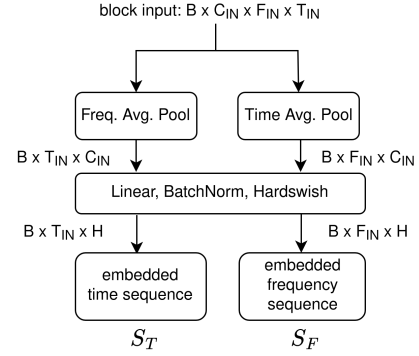 block input: B x C_IN x F_IN x T_IN
Freq. Avg. Pool
Time Avg. Pool
B x T_IN x C_IN
B x F_IN x C_IN
Linear, BatchNorm, Hardswish
B x T_IN x H
B x F_IN x H
embedded
time sequence
embedded
frequency
sequence
S_T
S_F